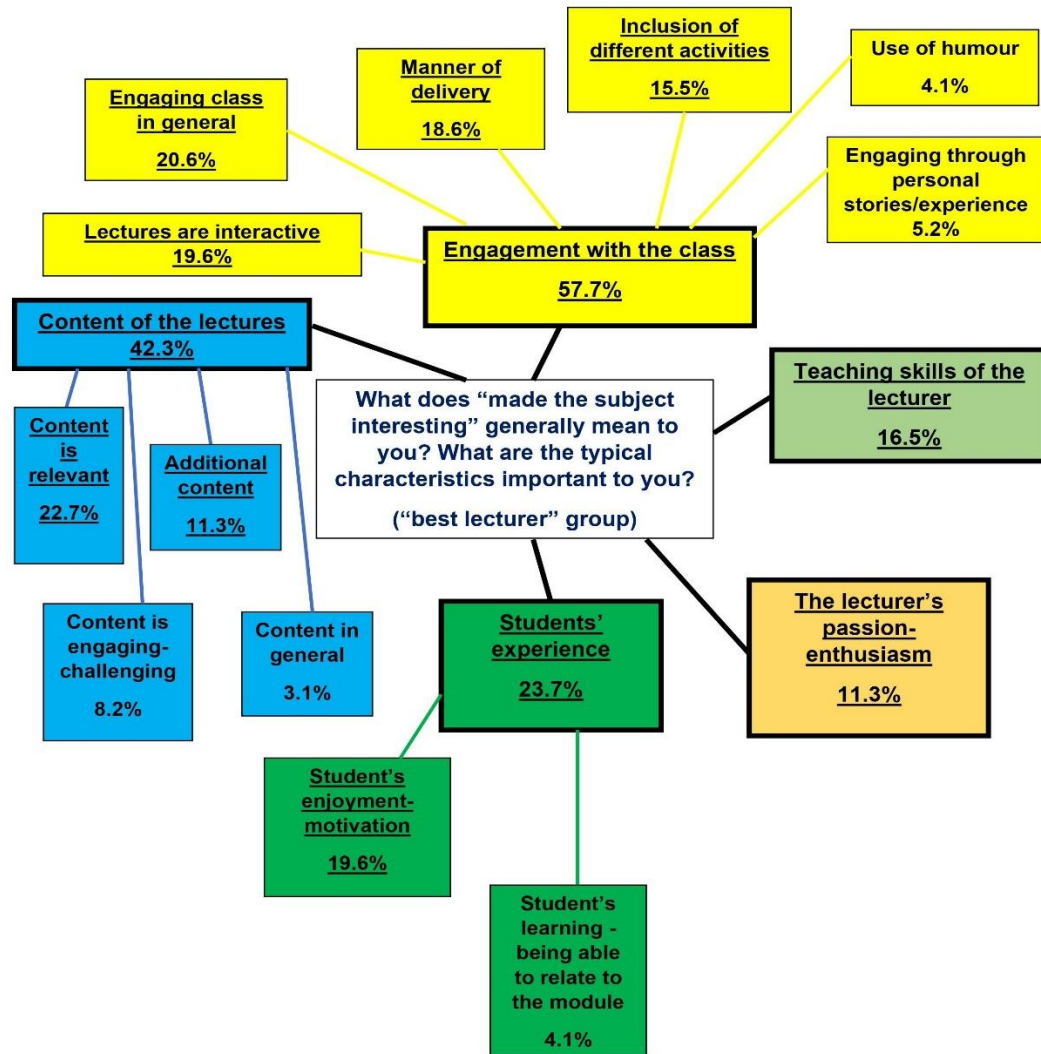 Inclusion of
different activities
15.5%
Use of humour
4.1%
Manner of
delivery
18.6%
Engaging class
in general
20.6%
Engaging through
personal
stories/experience
5.2%
Lectures are interactive
19.6%
Engagement with the class
57.7%
Content of the lectures
42.3%
Teaching skills of the
lecturer
16.5%
What does “made the subject
interesting” generally mean to
you? What are the typical
characteristics important to you?
(“best lecturer” group)
Content
is
relevant
22.7%
Additional
content
11.3%
Content is
engaging-
challenging
8.2%
Content in
general
3.1%
Students’
experience
23.7%
The lecturer’s
passion-
enthusiasm
11.3%
Student’s
enjoyment-
motivation
19.6%
Student’s
learning -
being able
to relate to
the module
4.1%